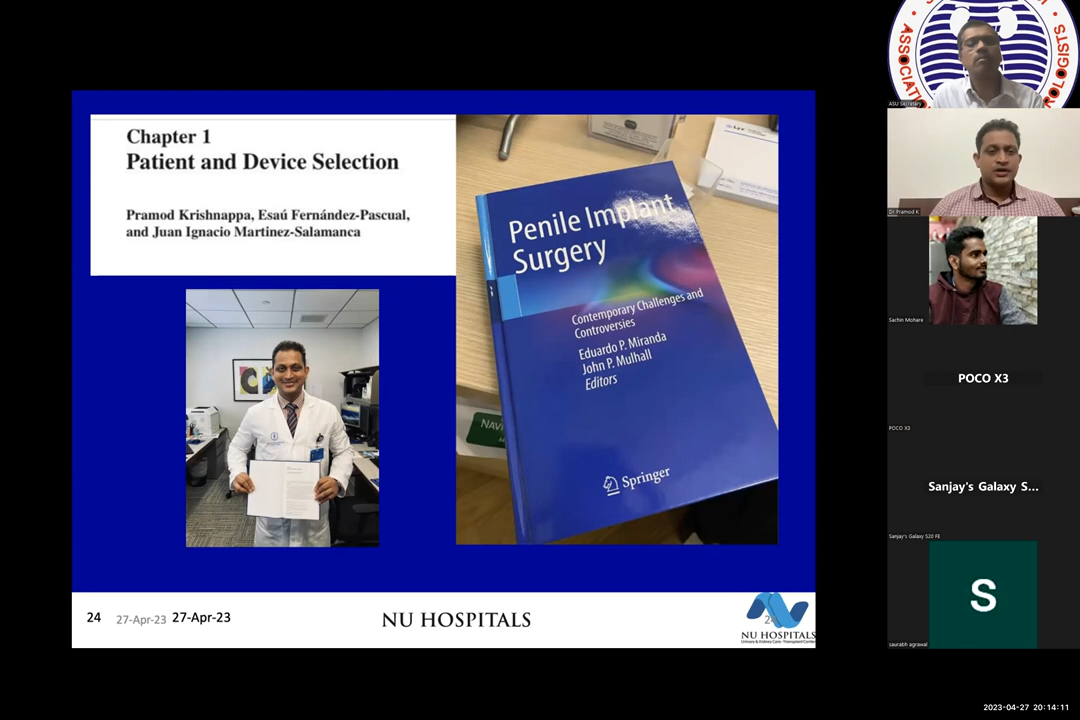 Chapter 1
Patient and Device Selection
Pramod Krishnappa, Esaú Fernández-Pascual,
and Juan Ignacio Martinez-Salamanca
Penile Implant
Surgery
Contemporary Challenges and
Controversies
Eduardo P. Miranda
John P. Mulhall
Editors
Springer
24
27-Apr-23
27-Apr-23
NU HOSPITALS
NU HOSPITALS
ASU Secretary
Dr Pramod K
Sachin Mohare
POCO X3
POCO X3
Sanjay's Galaxy S...
Sanjay's Galaxy S20 FE
S
saurabh agrawal
2023-04-27 20:14:11